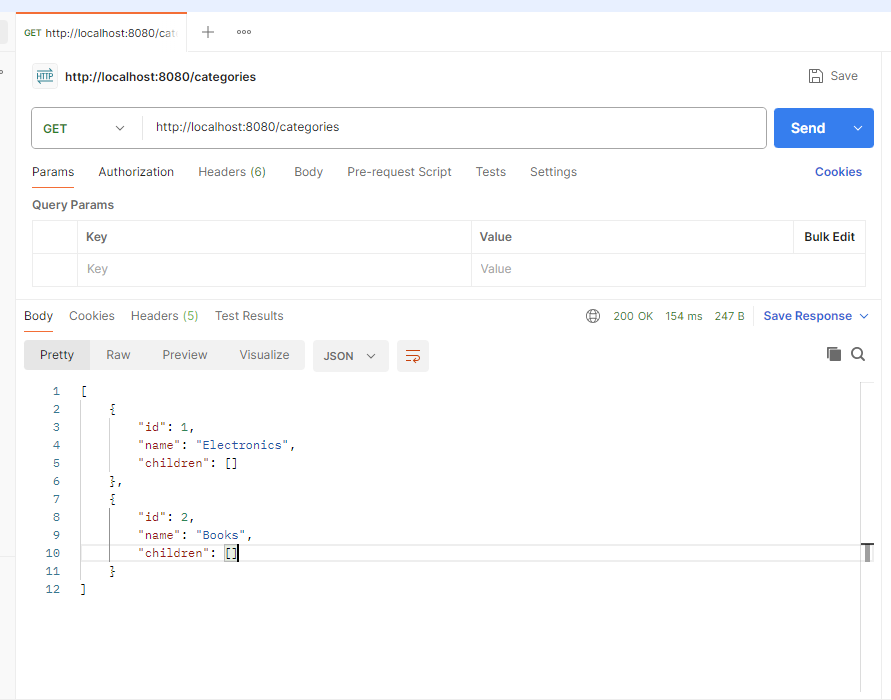 GET http://localhost:8080/cat
HTTP http://localhost:8080/categories Save
GET http://localhost:8080/categories Send
Params Authorization Headers (6) Body Pre-request Script Tests Settings Cookies
Query Params
Key Value Bulk Edit
Key Value
Body Cookies Headers (5) Test Results 200 OK 154 ms 247 B Save Response
Pretty Raw Preview Visualize JSON
1 [
2 {
3 "id": 1,
4 "name": "Electronics",
5 "children": []
6 },
7 {
8 "id": 2,
9 "name": "Books",
10 "children": []
11 }
12 ]